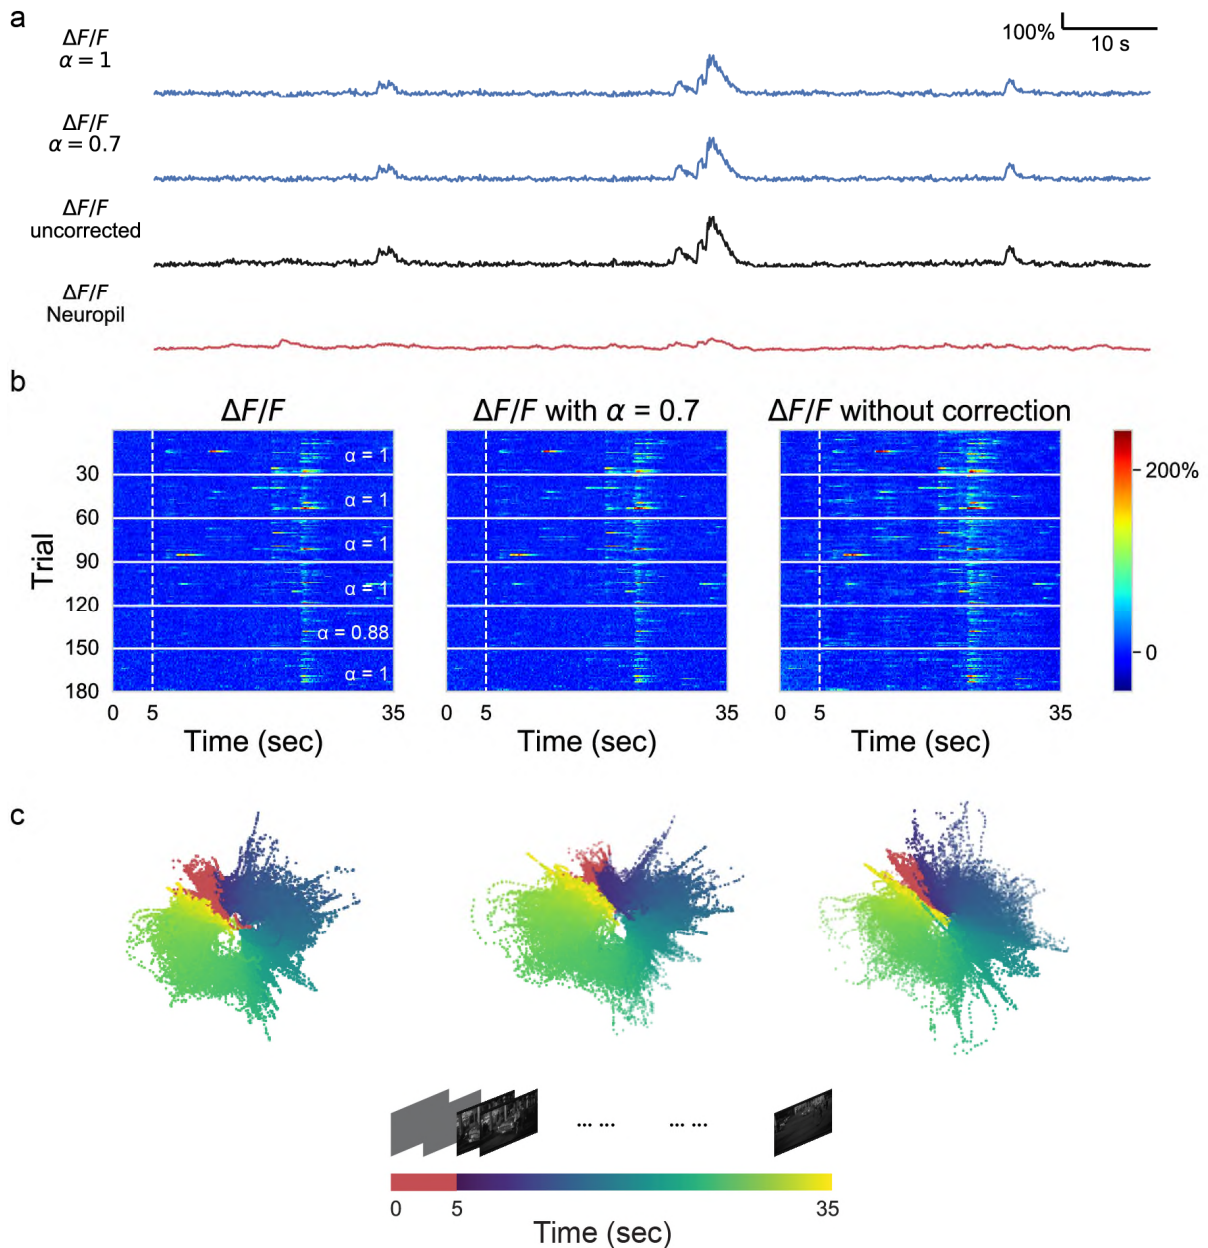 a
ΔF/F
α = 1
100%
10 s
ΔF/F
α = 0.7
ΔF/F
uncorrected
ΔF/F
Neuropil
b
ΔF/F
ΔF/F with α = 0.7
ΔF/F without correction
Trial
30
60
90
120
150
180
α = 1
α = 1
α = 1
α = 1
α = 0.88
α = 1
200%
0
0 5 35
0 5 35
0 5 35
Time (sec)
Time (sec)
Time (sec)
c
... ...
... ...
0 5 35
Time (sec)